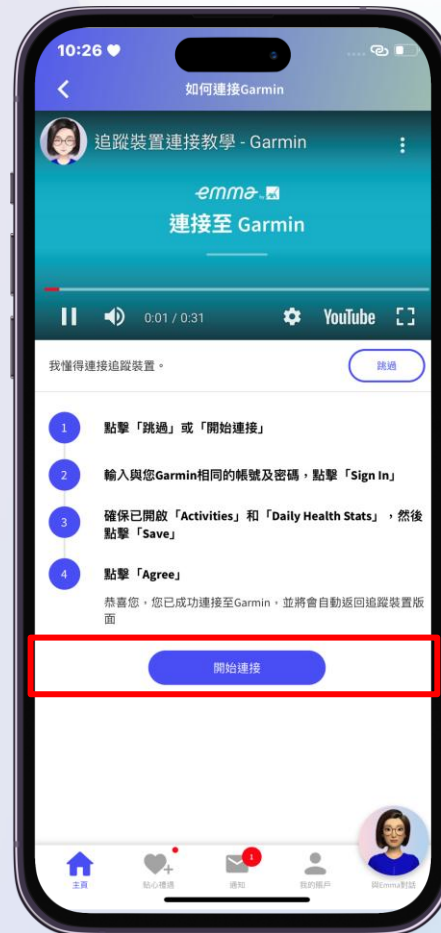 10:26
如何連接Garmin
追蹤裝置連接教學 - Garmin
emma by
連接至 Garmin
0:01 / 0:31
YouTube
我懂得連接追蹤裝置。
跳過
1
點擊「跳過」或「開始連接」
2
輸入與您Garmin相同的帳號及密碼，點擊「Sign In」
3
確保已開啟「Activities」和「Daily Health Stats」，然後
點擊「Save」
4
點擊「Agree」
恭喜您，您已成功連接至Garmin，並將會自動返回追蹤裝置版
面
開始連接
1
主頁
貼心禮遇
通知
我的賬戶
與Emma對話